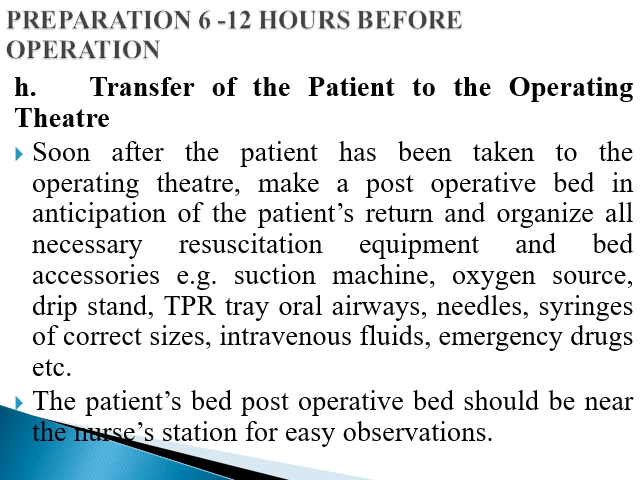 PREPARATION 6 -12 HOURS BEFORE
OPERATION
h. Transfer of the Patient to the Operating
Theatre
Soon after the patient has been taken to the
operating theatre, make a post operative bed in
anticipation of the patient’s return and organize all
necessary resuscitation equipment and bed
accessories e.g. suction machine, oxygen source,
drip stand, TPR tray oral airways, needles, syringes
of correct sizes, intravenous fluids, emergency drugs
etc.
The patient’s bed post operative bed should be near
the nurse’s station for easy observations.